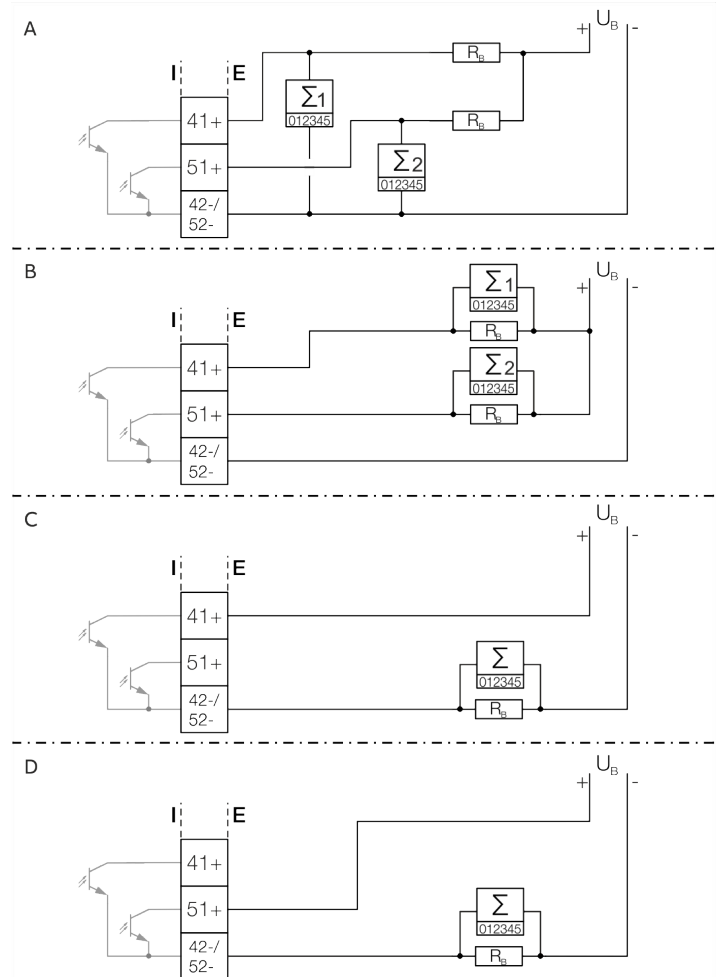 A
U_B
+ -
R_B
I E
Σ1
012345
41+
R_B
51+
Σ2
012345
42-/
52-
B
U_B
Σ1
+ -
012345
I E
R_B
41+
Σ2
012345
51+
R_B
42-/
52-
C
U_B
+ -
I E
41+
51+
Σ
012345
42-/
52-
R_B
D
U_B
+ -
I E
41+
51+
Σ
012345
42-/
52-
R_B